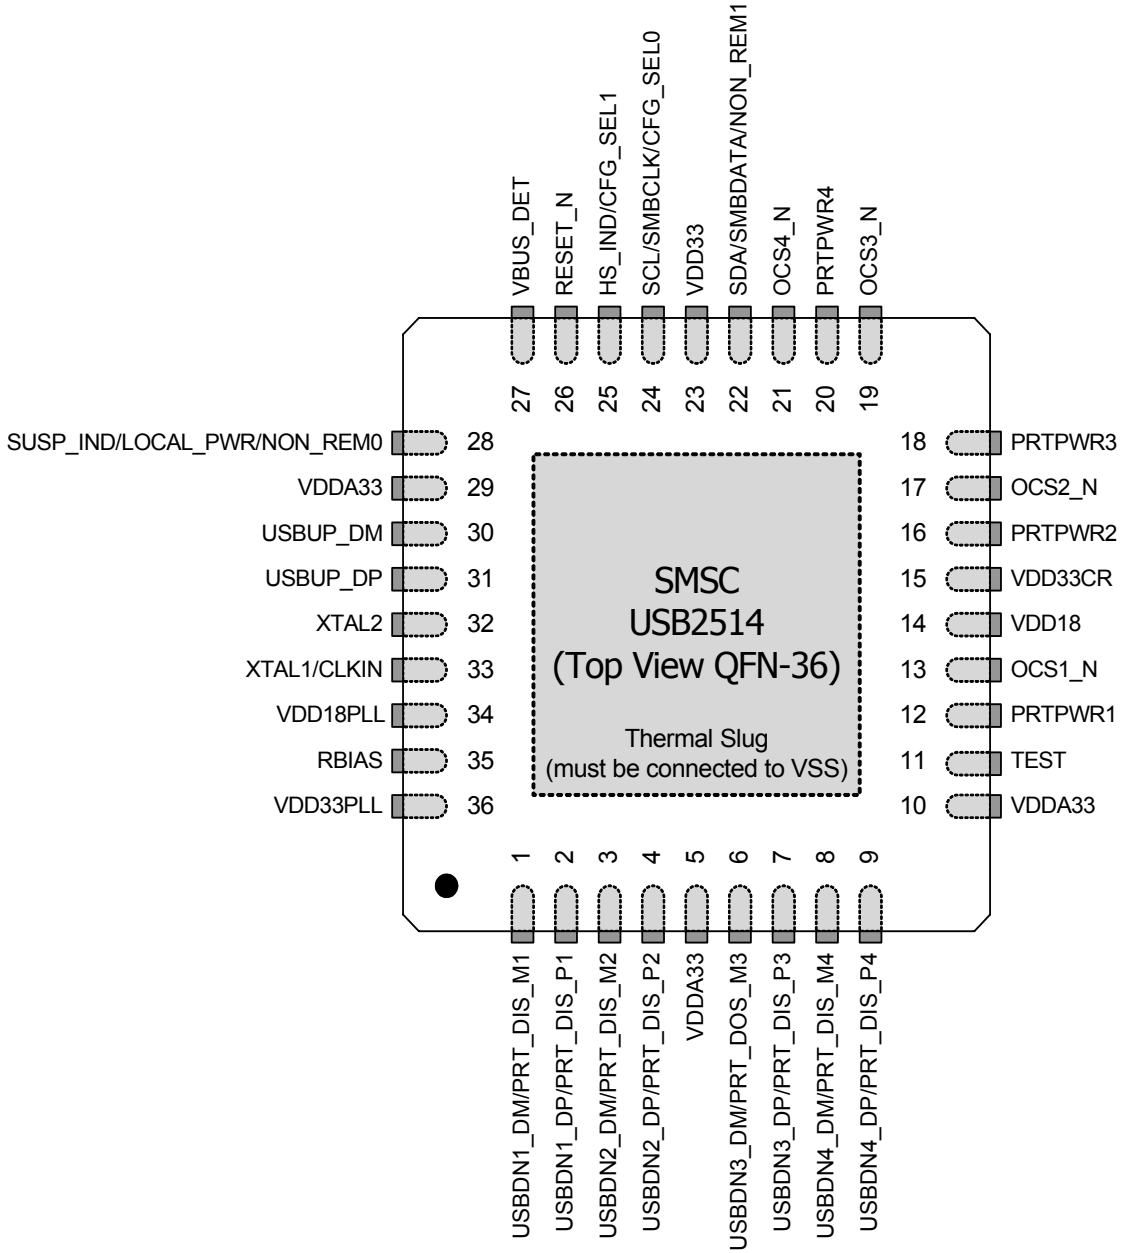 VBUS_DET
RESET_N
HS_IND/CFG_SEL1
SCL/SMBCLK/CFG_SEL0
VDD33
SDA/SMBDATA/NON_REM1
OCS4_N
PRTPWR4
OCS3_N
27
26
25
24
23
22
21
20
19
SUSP_IND/LOCAL_PWR/NON_REM0 28
VDDA33 29
USBUP_DM 30
USBUP_DP 31
XTAL2 32
XTAL1/CLKIN 33
VDD18PLL 34
RBIAS 35
VDD33PLL 36
SMSC
USB2514
(Top View QFN-36)
Thermal Slug
(must be connected to VSS)
18 PRTPWR3
17 OCS2_N
16 PRTPWR2
15 VDD33CR
14 VDD18
13 OCS1_N
12 PRTPWR1
11 TEST
10 VDDA33
1
2
3
4
5
6
7
8
9
USBDN1_DM/PRT_DIS_M1
USBDN1_DP/PRT_DIS_P1
USBDN2_DM/PRT_DIS_M2
USBDN2_DP/PRT_DIS_P2
VDDA33
USBDN3_DM/PRT_DOS_M3
USBDN3_DP/PRT_DIS_P3
USBDN4_DM/PRT_DIS_M4
USBDN4_DP/PRT_DIS_P4